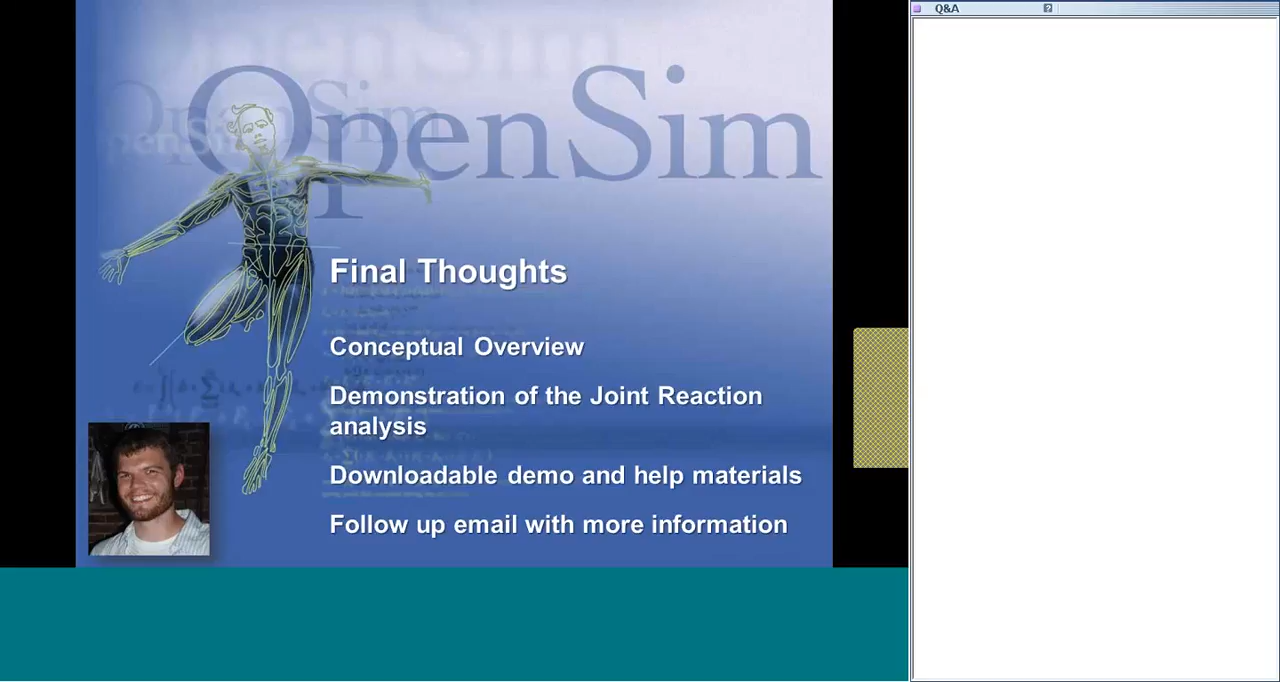 Q&A
OpenSim
OpenSim
Final Thoughts
Conceptual Overview
Demonstration of the Joint Reaction
analysis
Downloadable demo and help materials
Follow up email with more information